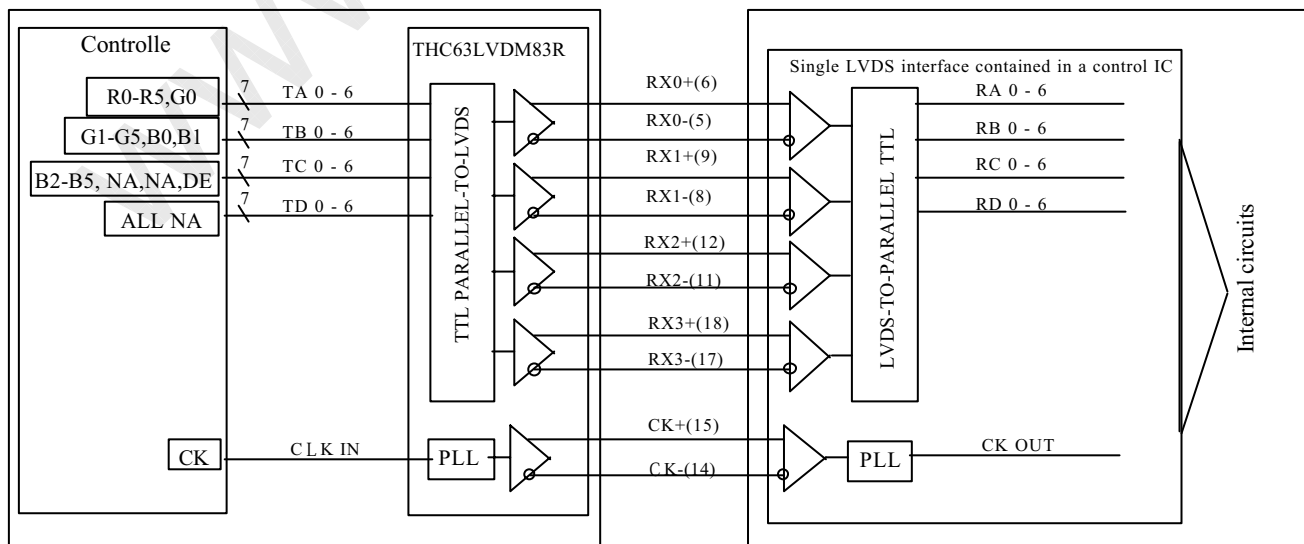 Controlle
THC63LVDM83R
Single LVDS interface contained in a control IC
R0-R5,G0
7
TA 0 - 6
RX0+(6)
RA 0 - 6
RX0-(5)
G1-G5,B0,B1
7
TB 0 - 6
RB 0 - 6
RX1+(9)
B2-B5, NA,NA,DE
7
TC 0 - 6
RC 0 - 6
RX1-(8)
ALL NA
7
TD 0 - 6
RD 0 - 6
RX2+(12)
RX2-(11)
RX3+(18)
RX3-(17)
TTL PARALLEL-TO-LVDS
LVDS-TO-PARALLEL TTL
Internal circuits
CK
CLK IN
PLL
CK+(15)
CK-(14)
PLL
CK OUT